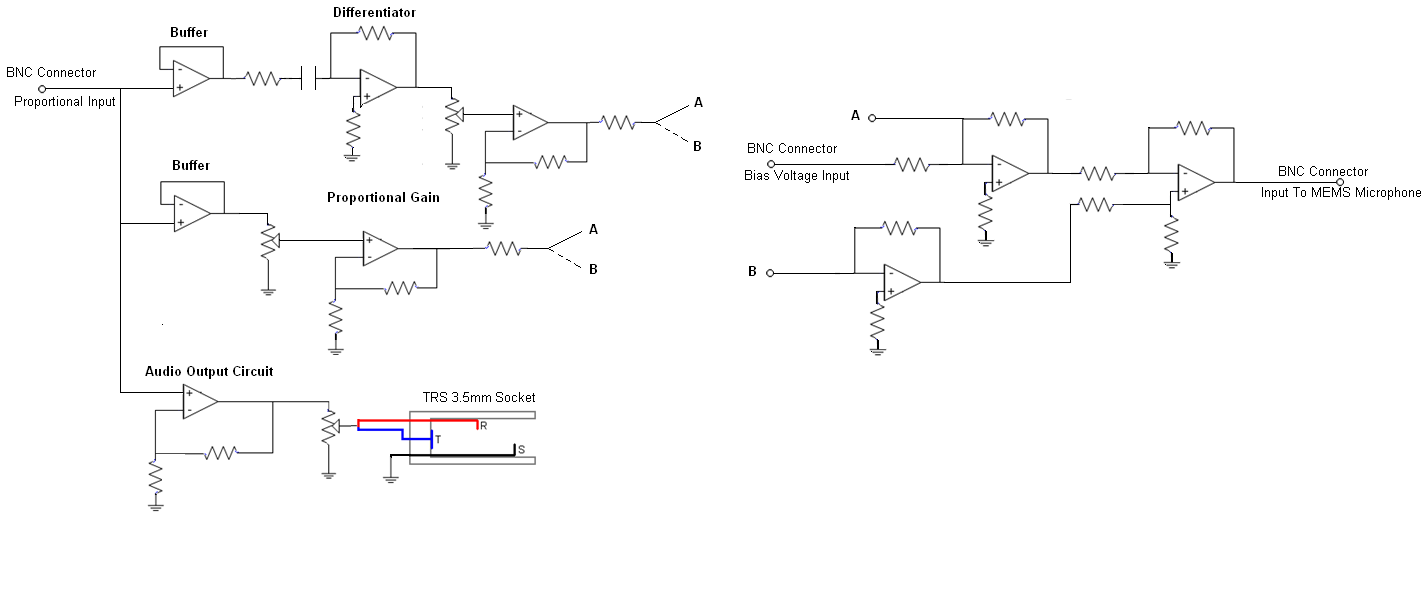 Differentiator
Buffer
BNC Connector
Proportional Input
-
+
-
+
+
-
A
B
Buffer
-
+
Proportional Gain
+
-
A
B
Audio Output Circuit
+
-
TRS 3.5mm Socket
R
T
S
A
BNC Connector
Bias Voltage Input
-
+
-
+
BNC Connector
Input To MEMS Microphone
B
-
+